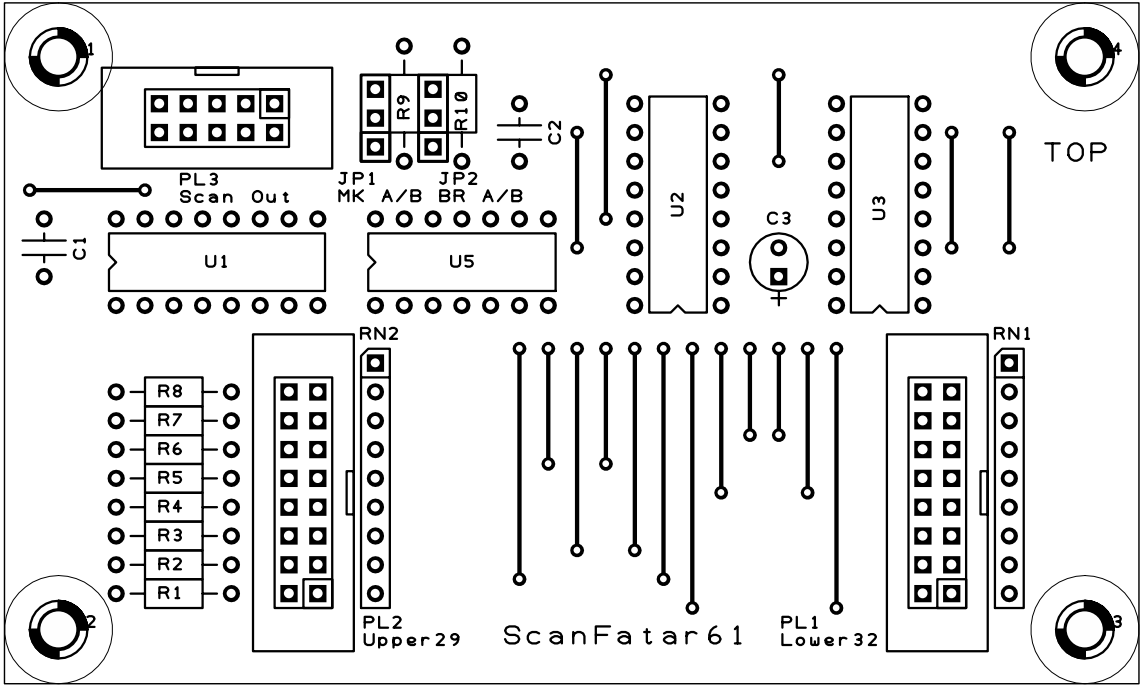 1
4
R9
R10
C2
TOP
PL3
Scan Out
JP1
JP2
MK A/B
BR A/B
U2
U3
C3
C1
U1
U5
+
RN2
RN1
R8
R7
R6
R5
R4
R3
R2
R1
2
PL2
Upper29
ScanFatar61
PL1
Lower32
3